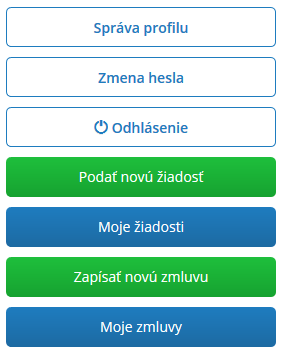 Správa profilu
Zmena hesla
Odhlásenie
Podať novú žiadosť
Moje žiadosti
Zapísať novú zmluvu
Moje zmluvy